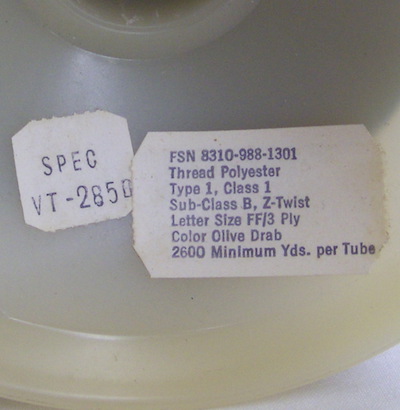 SPEC
VT-285D
FSN 8310-988-1301
Thread Polyester
Type 1, Class 1
Sub-Class B, Z-Twist
Letter Size FF/3 Ply
Color Olive Drab
2600 Minimum Yds. per Tube